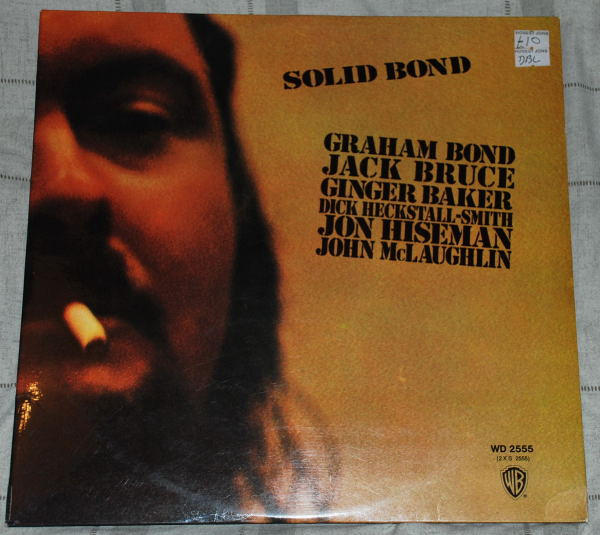 SOLID BOND
£10
DBL
GRAHAM BOND
JACK BRUCE
GINGER BAKER
DICK HECKSTALL-SMITH
JON HISEMAN
JOHN McLAUGHLIN
WD 2555
(2 X S 2555)
WB